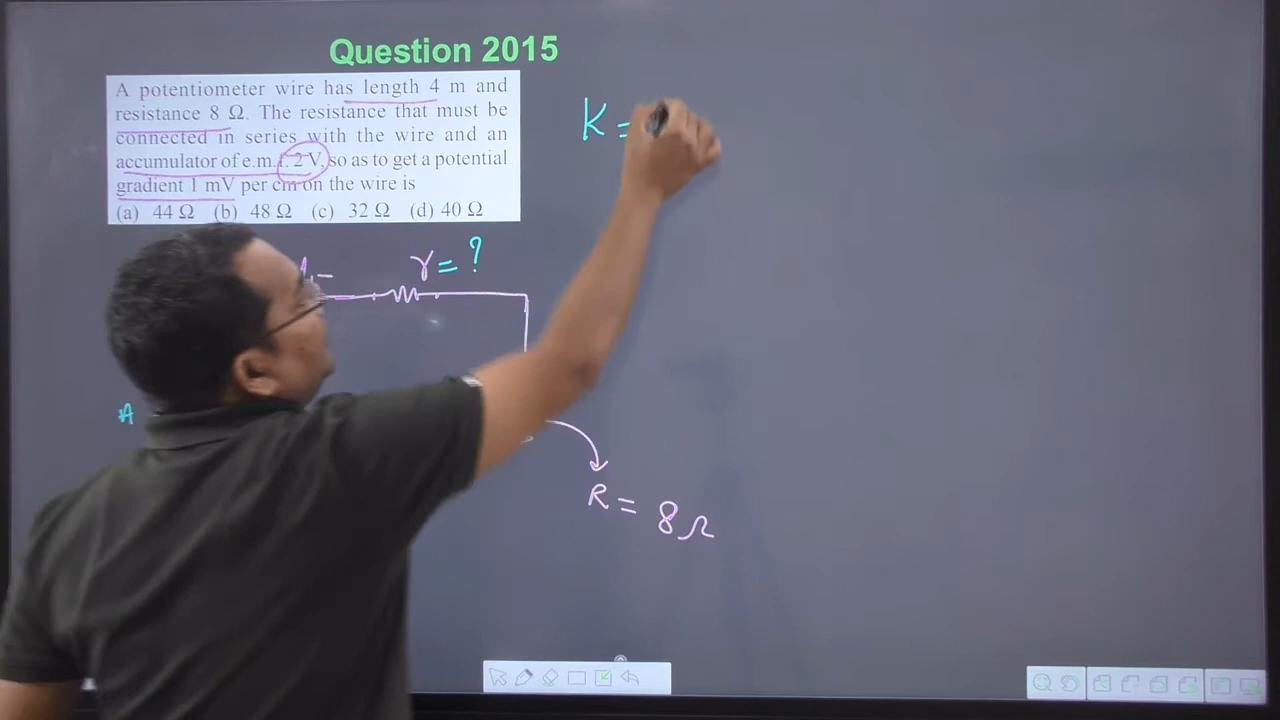 Question 2015
A potentiometer wire has length 4 m and
resistance 8 Ω. The resistance that must be
connected in series with the wire and an
accumulator of e.m.f. 2 V, so as to get a potential
gradient 1 mV per cm on the wire is
(a) 44 Ω (b) 48 Ω (c) 32 Ω (d) 40 Ω
K =
r = ?
A
R = 8 Ω